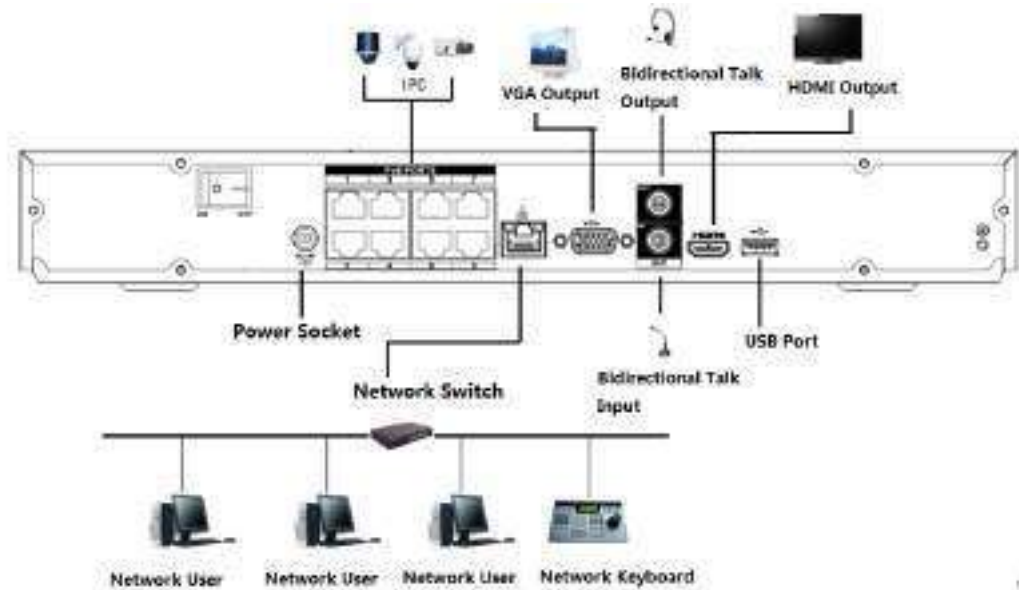 IPC
VGA Output
Bidirectional Talk
Output
HDMI Output
HDMI
Power Socket
Network Switch
Bidirectional Talk
Input
USB Port
Network User
Network User
Network User
Network Keyboard